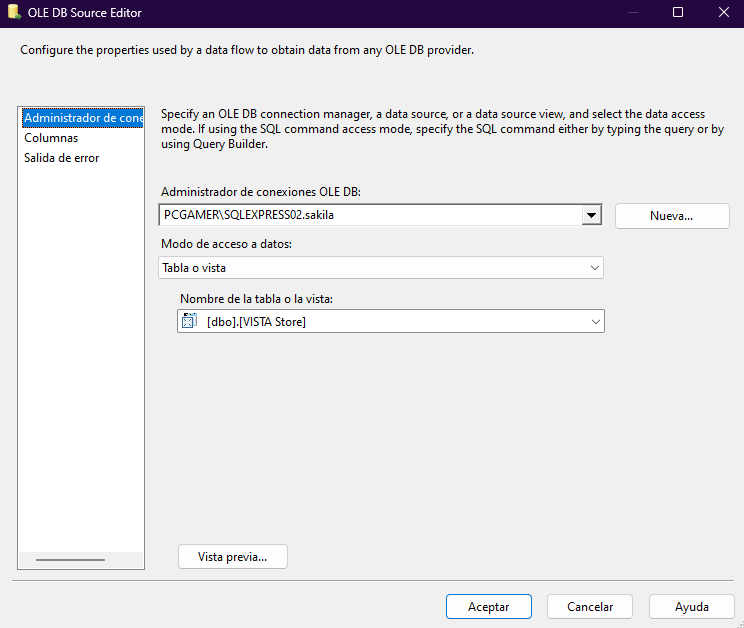 OLE DB Source Editor
Configure the properties used by a data flow to obtain data from any OLE DB provider.
Administrador de cone
Columnas
Salida de error
Specify an OLE DB connection manager, a data source, or a data source view, and select the data access
mode. If using the SQL command access mode, specify the SQL command either by typing the query or by
using Query Builder.
Administrador de conexiones OLE DB:
PCGAMER\SQLEXPRESS02.sakila
Nueva...
Modo de acceso a datos:
Tabla o vista
Nombre de la tabla o la vista:
[dbo].[VISTA Store]
Vista previa...
Aceptar
Cancelar
Ayuda